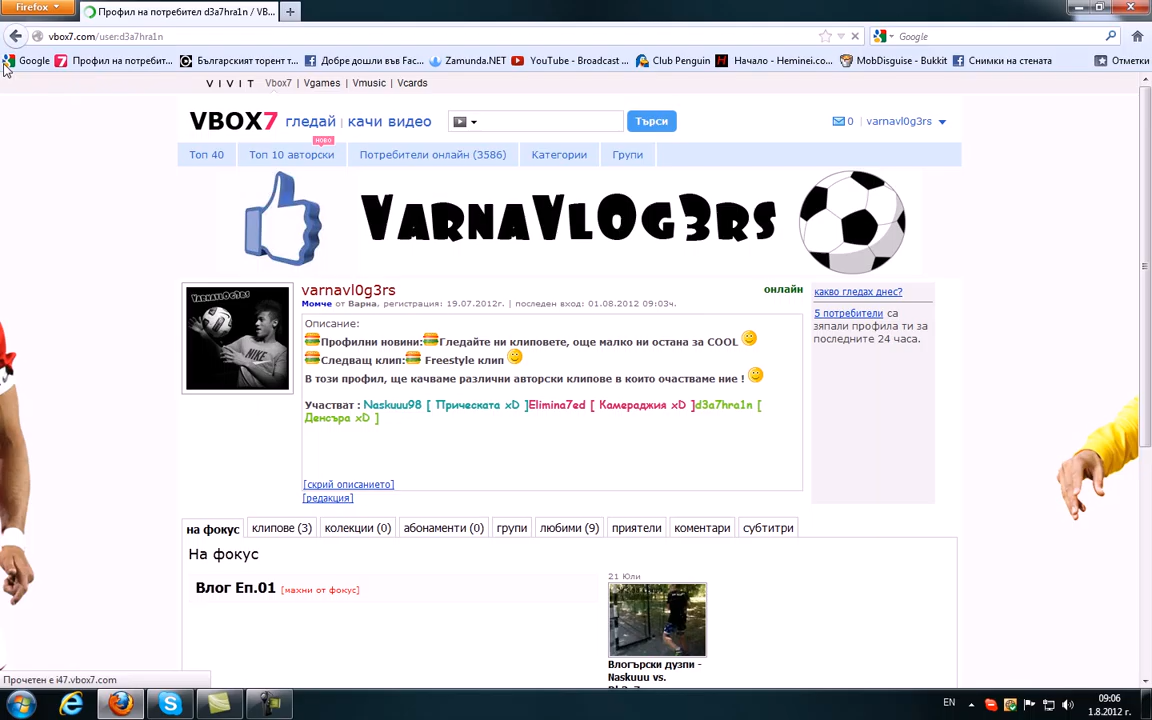 Firefox
Профил на потребител d3a7hra1n / VB...
vbox7.com/user:d3a7hra1n
Google
Google
Профил на потребит...
Българският торент т...
Добре дошли във Fac...
Zamunda.NET
YouTube - Broadcast ...
Club Penguin
Начало - Heminei.co...
MobDisguise - Bukkit
Снимки на стената
Отметки
VIVIT Vbox7 | Vgames | Vmusic | Vcards
VBOX7 гледай | качи видео
Търси
0 varnavl0g3rs
ново
Топ 40
Топ 10 авторски
Потребители онлайн (3586)
Категории
Групи
VarnaVl0g3rs
VarnaVl0g3rs
NIKE
varnavl0g3rs
онлайн
Момче от Варна, регистрация: 19.07.2012г. | последен вход: 01.08.2012 09:03ч.
Описание:
Профилни новини: Гледайте ни клиповете, още малко ни остана за COOL
Следващ клип: Freestyle клип
В този профил, ще качваме различни авторски клипове в които очастваме ние !
Участват : Naskuuu98 [ Прическата xD ]Elimina7ed [ Камераджия xD ]d3a7hra1n [
Денсъра xD ]
[скрий описанието]
[редакция]
какво гледах днес?
5 потребители са
зяпали профила ти за
последните 24 часа.
на фокус
клипове (3)
колекции (0)
абонаменти (0)
групи
любими (9)
приятели
коментари
субтитри
На фокус
Влог Еп.01 [махни от фокус]
21 Юли
Влогърски дузпи -
Naskuuu vs.
Прочетен е i47.vbox7.com
EN
09:06
1.8.2012 г.